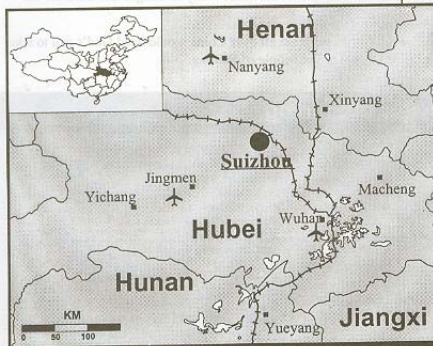 Henan
Nanyang
Xinyang
Suizhou
Jingmen
Macheng
Yichang
Wuhan
Hubei
Hunan
KM
0 50 100
Yueyang
Jiangxi